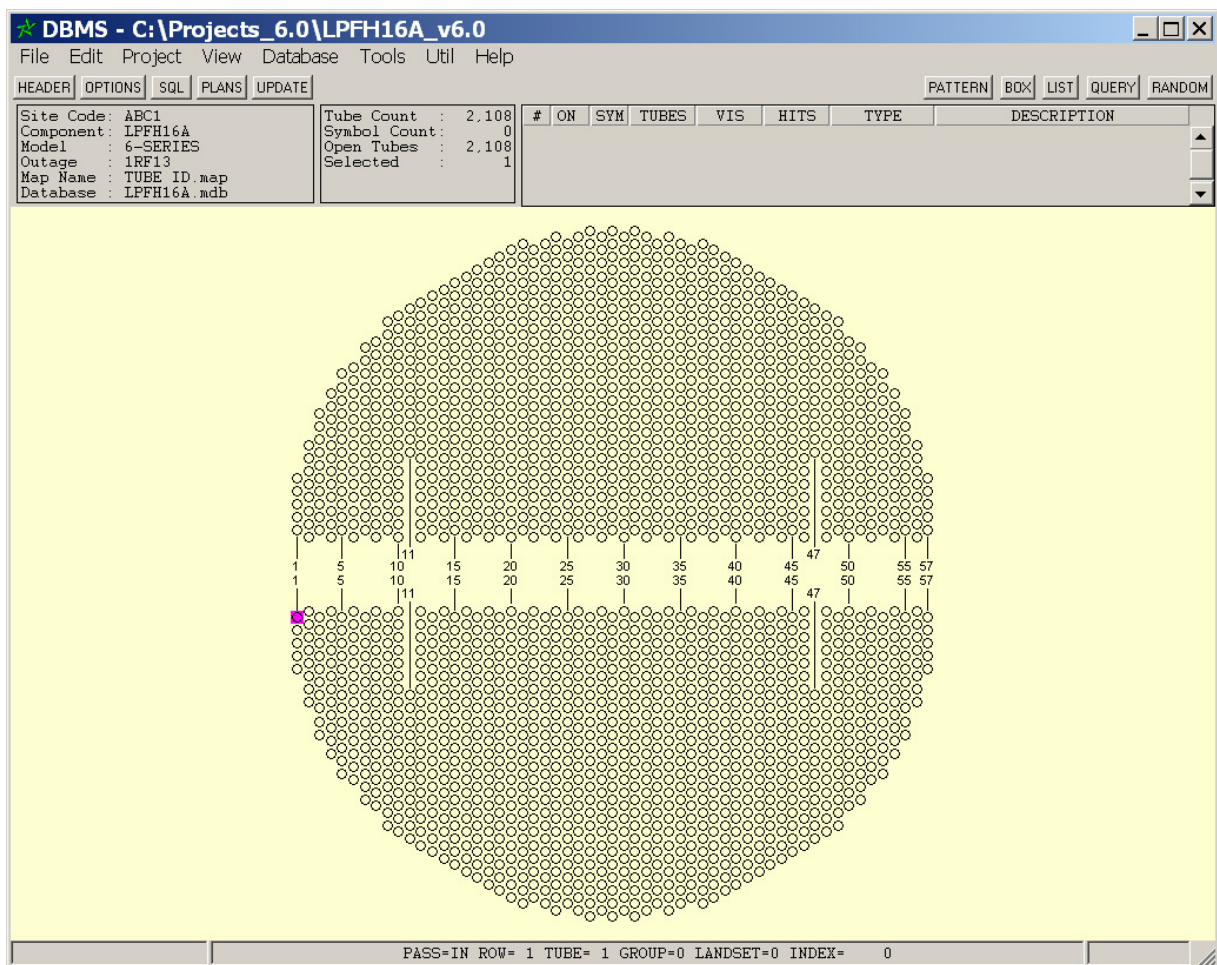 DBMS - C:\Projects_6.0\LPFH16A_v6.0
File Edit Project View Database Tools Util Help
HEADER OPTIONS SQL PLANS UPDATE PATTERN BOX LIST QUERY RANDOM
Site Code: ABC1
Component: LPFH16A
Model : 6-SERIES
Outage : 1RF13
Map Name : TUBE ID.map
Database : LPFH16A.mdb
Tube Count : 2,108
Symbol Count: 0
Open Tubes : 2,108
Selected : 1
# ON SYM TUBES VIS HITS TYPE DESCRIPTION
11 47
1 5 10 15 20 25 30 35 40 45 50 55 57
1 5 10 15 20 25 30 35 40 45 50 55 57
11 47
PASS=IN ROW= 1 TUBE= 1 GROUP=0 LANDSET=0 INDEX= 0